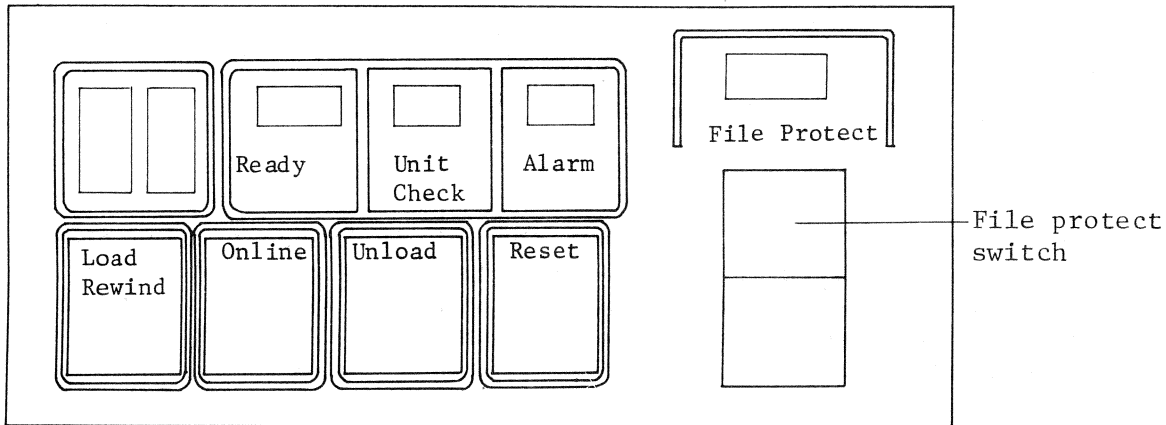 File Protect
Ready
Unit
Check
Alarm
File protect
switch
Load
Rewind
Online
Unload
Reset